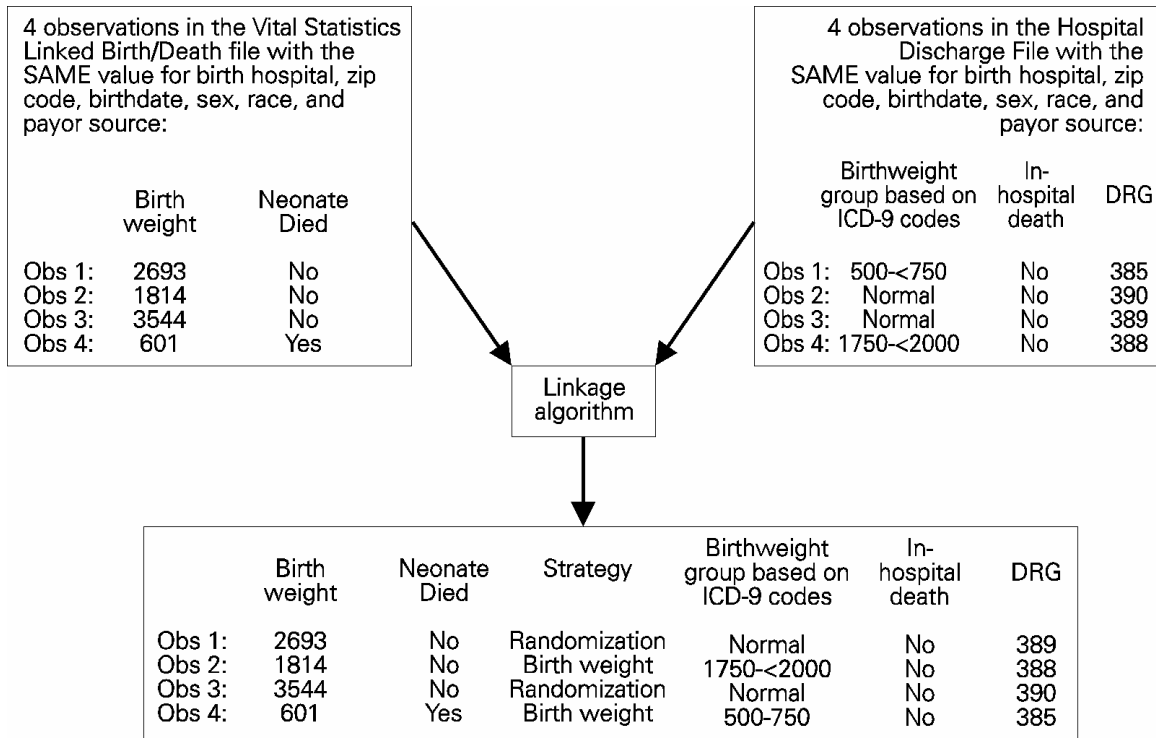 4 observations in the Vital Statistics
Linked Birth/Death file with the
SAME value for birth hospital, zip
code, birthdate, sex, race, and
payor source:
Birth weight Neonate Died
Obs 1: 2693 No
Obs 2: 1814 No
Obs 3: 3544 No
Obs 4: 601 Yes
4 observations in the Hospital
Discharge File with the
SAME value for birth hospital, zip
code, birthdate, sex, race, and
payor source:
Birthweight In-
group based on hospital DRG
ICD-9 codes death
Obs 1: 500-<750 No 385
Obs 2: Normal No 390
Obs 3: Normal No 389
Obs 4: 1750-<2000 No 388
Linkage
algorithm
Birthweight In-
Birth Neonate Strategy group based on hospital DRG
weight Died ICD-9 codes death
Obs 1: 2693 No Randomization Normal No 389
Obs 2: 1814 No Birth weight 1750-<2000 No 388
Obs 3: 3544 No Randomization Normal No 390
Obs 4: 601 Yes Birth weight 500-750 No 385